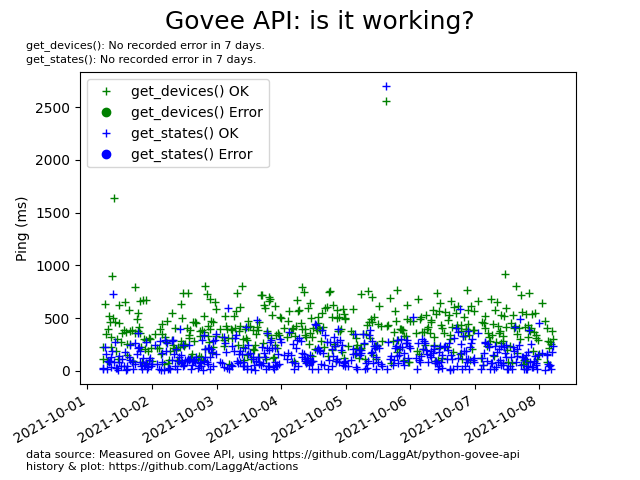 Govee API: is it working?
get_devices(): No recorded error in 7 days.
get_states(): No recorded error in 7 days.
get_devices() OK
get_devices() Error
get_states() OK
get_states() Error
2500
2000
1500
1000
500
0
Ping (ms)
2021-10-01
2021-10-02
2021-10-03
2021-10-04
2021-10-05
2021-10-06
2021-10-07
2021-10-08
data source: Measured on Govee API, using https://github.com/LaggAt/python-govee-api
history & plot: https://github.com/LaggAt/actions